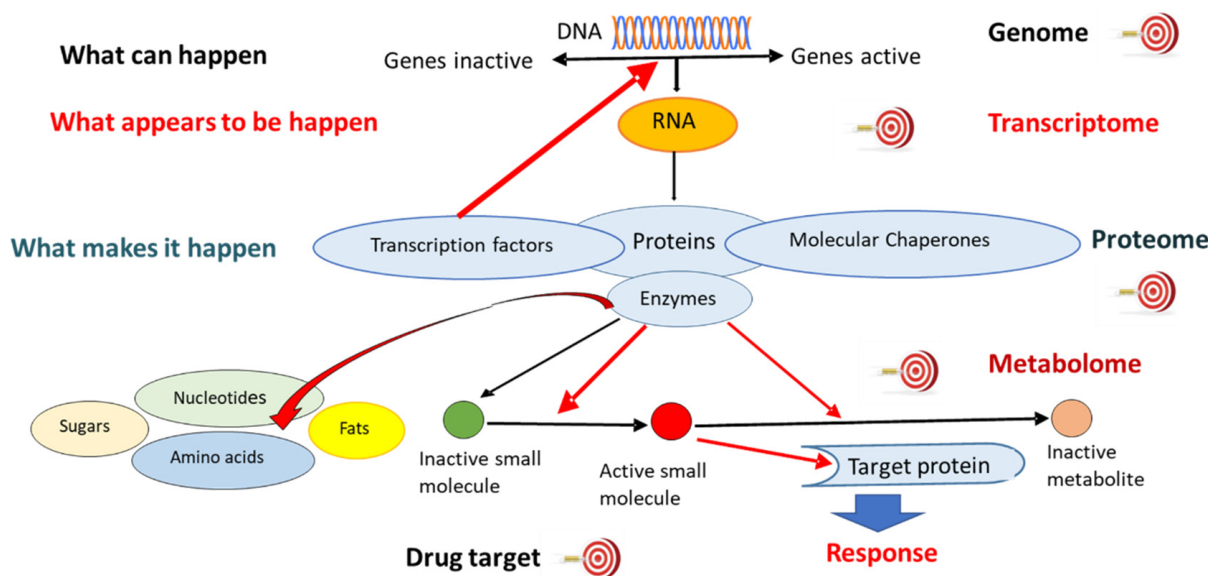 DNA
Genome
What can happen
Genes inactive
Genes active
What appears to be happen
RNA
Transcriptome
What makes it happen
Transcription factors
Proteins
Molecular Chaperones
Proteome
Enzymes
Metabolome
Nucleotides
Sugars
Fats
Amino acids
Inactive small
molecule
Active small
molecule
Target protein
Inactive
metabolite
Drug target
Response